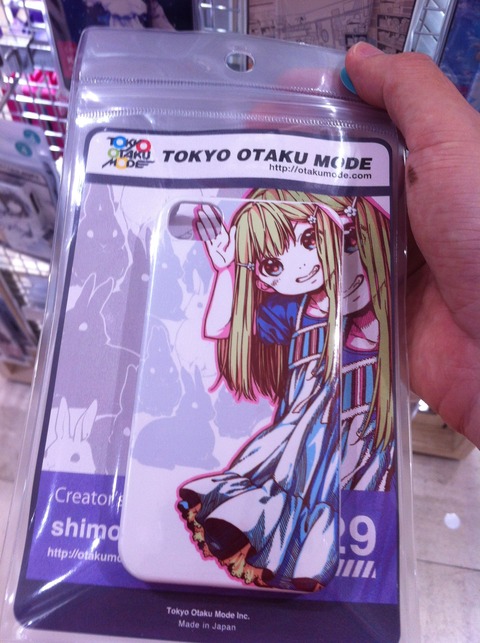 TOKYO
OTAKU
MODE
TOKYO OTAKU MODE
http://otakumode.com
Creator's
shimo
29
http://otakumo
Tokyo Otaku Mode Inc.
Made in Japan